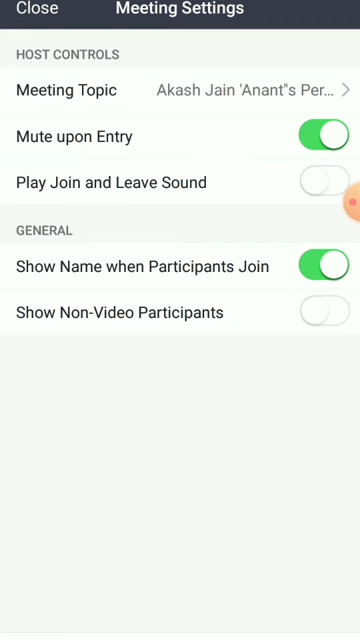 Close Meeting Settings
HOST CONTROLS
Meeting Topic Akash Jain 'Anant"s Per...
Mute upon Entry
Play Join and Leave Sound
GENERAL
Show Name when Participants Join
Show Non-Video Participants